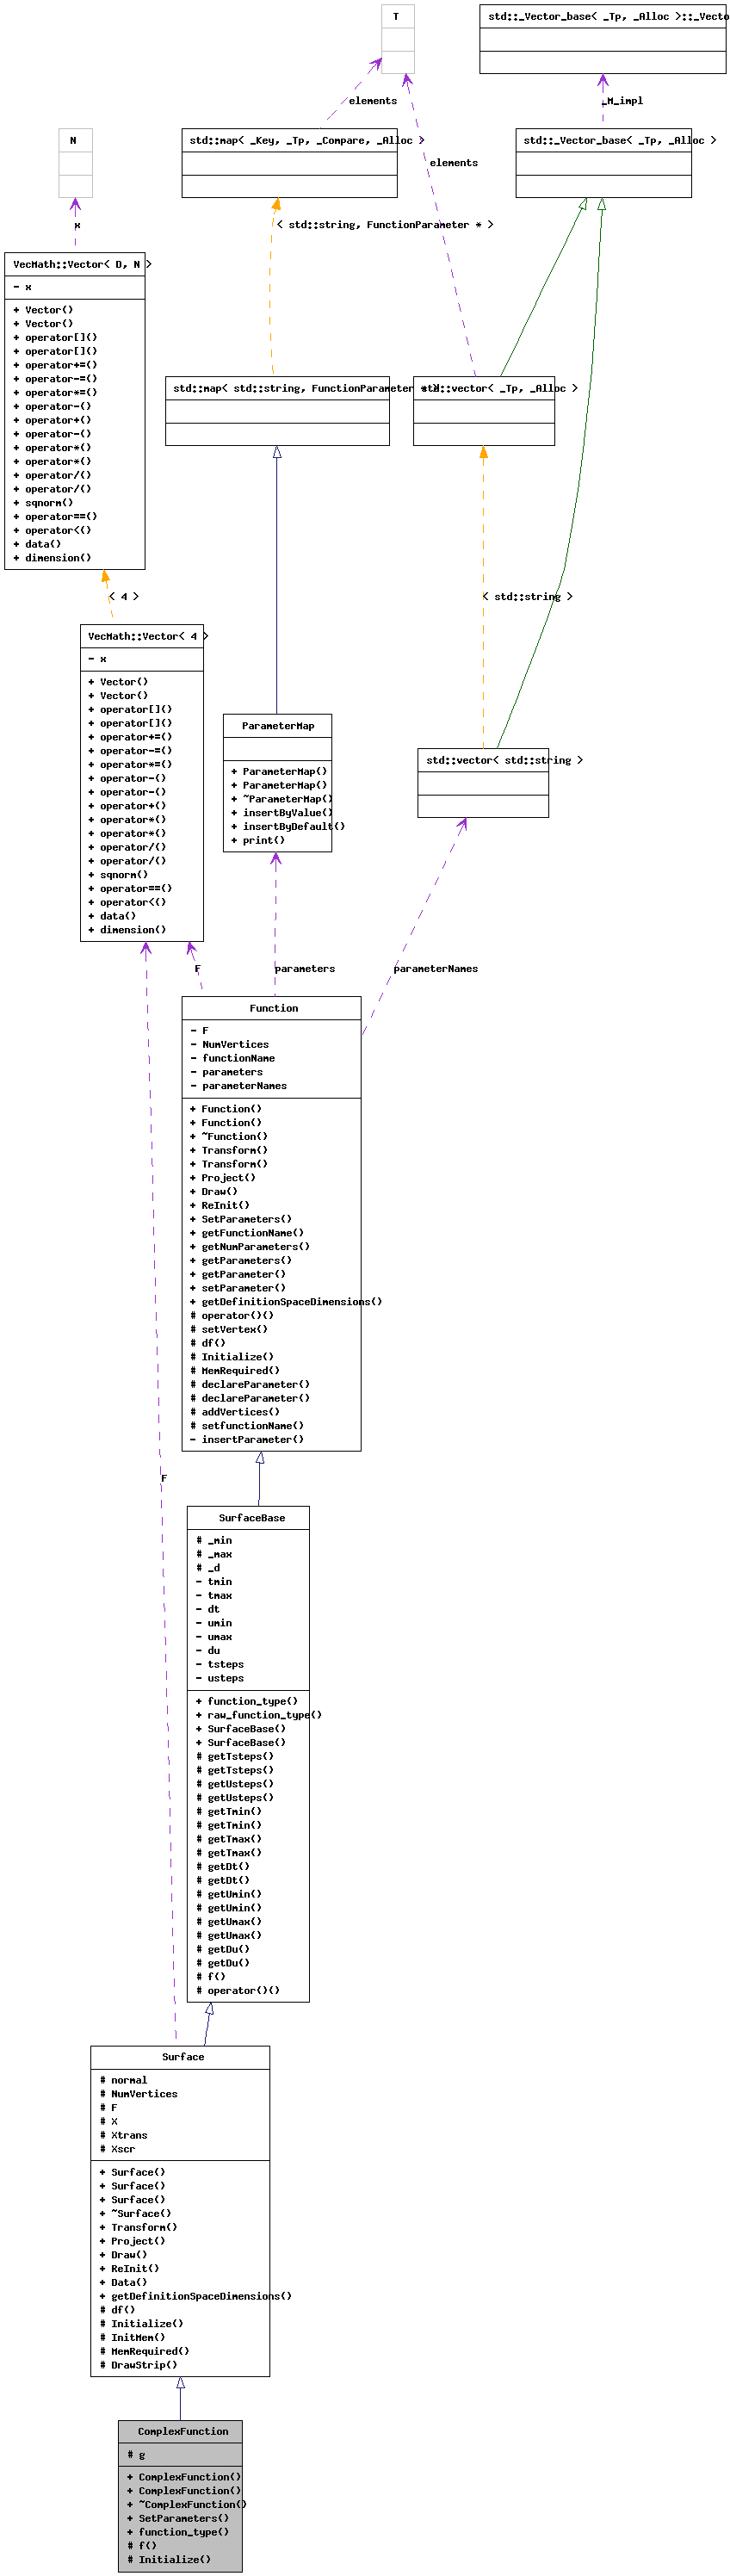 T
std::_Vector_base< _Tp, _Alloc >::_Vecto
elements
_M_impl
N
std::map< _Key, _Tp, _Compare, _Alloc >
std::_Vector_base< _Tp, _Alloc >
elements
x
< std::string, FunctionParameter * >
VecMath::Vector< D, N >
- x
+ Vector()
+ Vector()
+ operator[]()
+ operator[]()
+ operator+=()
+ operator-=()
+ operator*=()
+ operator-()
+ operator+()
+ operator-()
+ operator*()
+ operator*()
+ operator/()
+ operator/()
+ sqnorm()
+ operator==()
+ operator<()
+ data()
+ dimension()
std::map< std::string, FunctionParameter * >
std::vector< _Tp, _Alloc >
< 4 >
< std::string >
VecMath::Vector< 4 >
- x
+ Vector()
+ Vector()
+ operator[]()
+ operator[]()
+ operator+=()
+ operator-=()
+ operator*=()
+ operator-()
+ operator-()
+ operator+()
+ operator*()
+ operator*()
+ operator/()
+ operator/()
+ sqnorm()
+ operator==()
+ operator<()
+ data()
+ dimension()
ParameterMap
+ ParameterMap()
+ ParameterMap()
+ ~ParameterMap()
+ insertByValue()
+ insertByDefault()
+ print()
std::vector< std::string >
F
parameters
parameterNames
Function
- F
- NumVertices
- functionName
- parameters
- parameterNames
+ Function()
+ Function()
+ ~Function()
+ Transform()
+ Transform()
+ Project()
+ Draw()
+ ReInit()
+ SetParameters()
+ getFunctionName()
+ getNumParameters()
+ getParameters()
+ getParameter()
+ setParameter()
+ getDefinitionSpaceDimensions()
# operator()()
# setVertex()
# df()
# Initialize()
# MemRequired()
# declareParameter()
# declareParameter()
# addVertices()
# setfunctionName()
- insertParameter()
F
SurfaceBase
# _min
# _max
# _d
- tmin
- tmax
- dt
- umin
- umax
- du
- tsteps
- usteps
+ function_type()
+ raw_function_type()
+ SurfaceBase()
+ SurfaceBase()
# getTsteps()
# getTsteps()
# getUsteps()
# getUsteps()
# getTmin()
# getTmin()
# getTmax()
# getTmax()
# getDt()
# getDt()
# getUmin()
# getUmin()
# getUmax()
# getUmax()
# getDu()
# getDu()
# f()
# operator()()
Surface
# normal
# NumVertices
# F
# X
# Xtrans
# Xscr
+ Surface()
+ Surface()
+ Surface()
+ ~Surface()
+ Transform()
+ Project()
+ Draw()
+ ReInit()
+ Data()
+ getDefinitionSpaceDimensions()
# df()
# Initialize()
# InitMem()
# MemRequired()
# DrawStrip()
ComplexFunction
# g
+ ComplexFunction()
+ ComplexFunction()
+ ~ComplexFunction()
+ SetParameters()
+ function_type()
# f()
# Initialize()